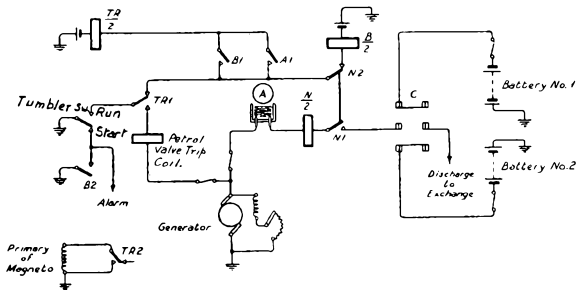 TR
2
B1
A1
B
2
N2
A
N
2
N1
C
Battery No.1
Tumbler Sw.
Run
Start
TR1
Petrol
Valve Trip
Coil.
B2
Alarm
Generator
Discharge
to
Exchange
Battery No.2
Primary
of
Magneto
TR2